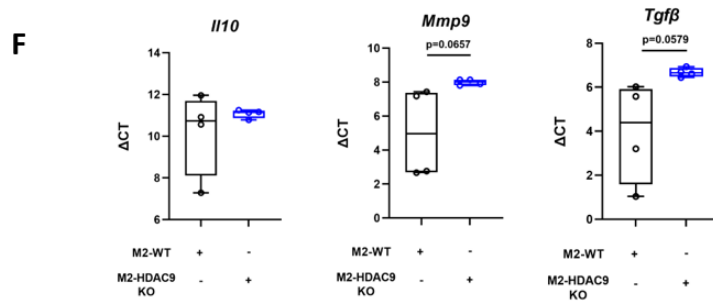 F
Il10
Mmp9
Tgfβ
p=0.0657
p=0.0579
ΔCT
14
12
10
8
6
ΔCT
10
8
6
4
2
0
ΔCT
8
6
4
2
0
M2-WT + -
M2-HDAC9 KO - +
M2-WT + -
M2-HDAC9 KO - +
M2-WT + -
M2-HDAC9 KO - +